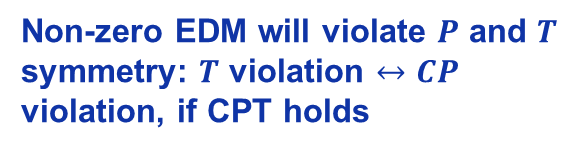 Non-zero EDM will violate P and T
symmetry: T violation ↔ CP
violation, if CPT holds